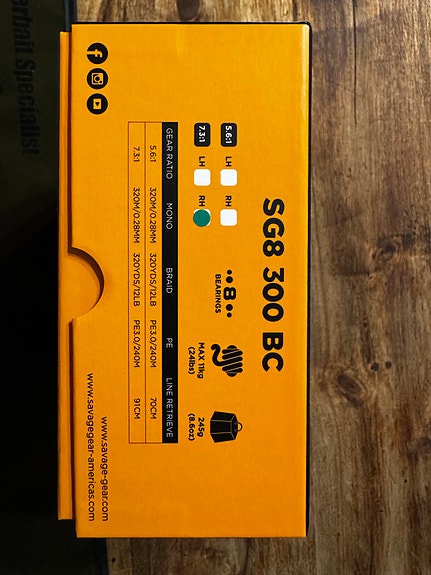 SG8 300 BC
5.6:1 LH RH
7.3:1 LH RH
••8••
BEARINGS
MAX 11kg
(24lbs)
245g
(8.6oz)
GEAR RATIO MONO BRAID PE LINE RETRIEVE
5.6:1 320M/0.28MM 320YDS/12LB PE3.0/240M 70CM
7.3:1 320M/0.28MM 320YDS/12LB PE3.0/240M 91CM
www.savage-gear.com
www.savagegear-americas.com
Specialist